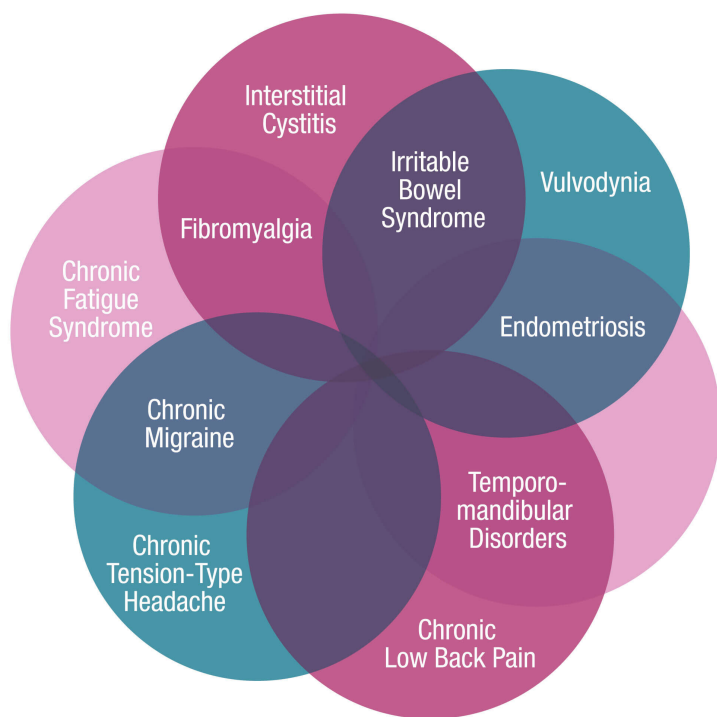 Interstitial
Cystitis
Irritable
Bowel
Syndrome
Vulvodynia
Fibromyalgia
Chronic
Fatigue
Syndrome
Endometriosis
Chronic
Migraine
Temporo-
mandibular
Disorders
Chronic
Tension-Type
Headache
Chronic
Low Back Pain